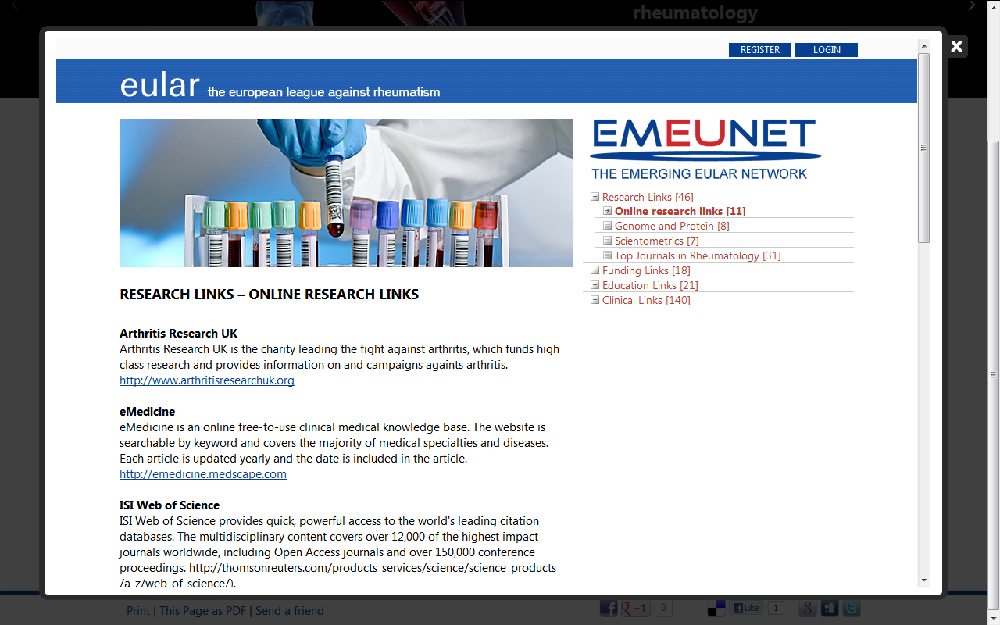 rheumatology
REGISTER LOGIN
eular the european league against rheumatism
EMEUNET
THE EMERGING EULAR NETWORK
Research Links [46]
Online research links [11]
Genome and Protein [8]
Scientometrics [7]
Top Journals in Rheumatology [31]
Funding Links [18]
Education Links [21]
Clinical Links [140]
RESEARCH LINKS – ONLINE RESEARCH LINKS
Arthritis Research UK
Arthritis Research UK is the charity leading the fight against arthritis, which funds high
class research and provides information on and campaigns againts arthritis.
http://www.arthritisresearchuk.org
eMedicine
eMedicine is an online free-to-use clinical medical knowledge base. The website is
searchable by keyword and covers the majority of medical specialties and diseases.
Each article is updated yearly and the date is included in the article.
http://emedicine.medscape.com
ISI Web of Science
ISI Web of Science provides quick, powerful access to the world's leading citation
databases. The multidisciplinary content covers over 12,000 of the highest impact
journals worldwide, including Open Access journals and over 150,000 conference
proceedings. http://thomsonreuters.com/products_services/science/science_products
/a-z/web_of_science/).
Print | This Page as PDF | Send a friend
+1 0 Like 1